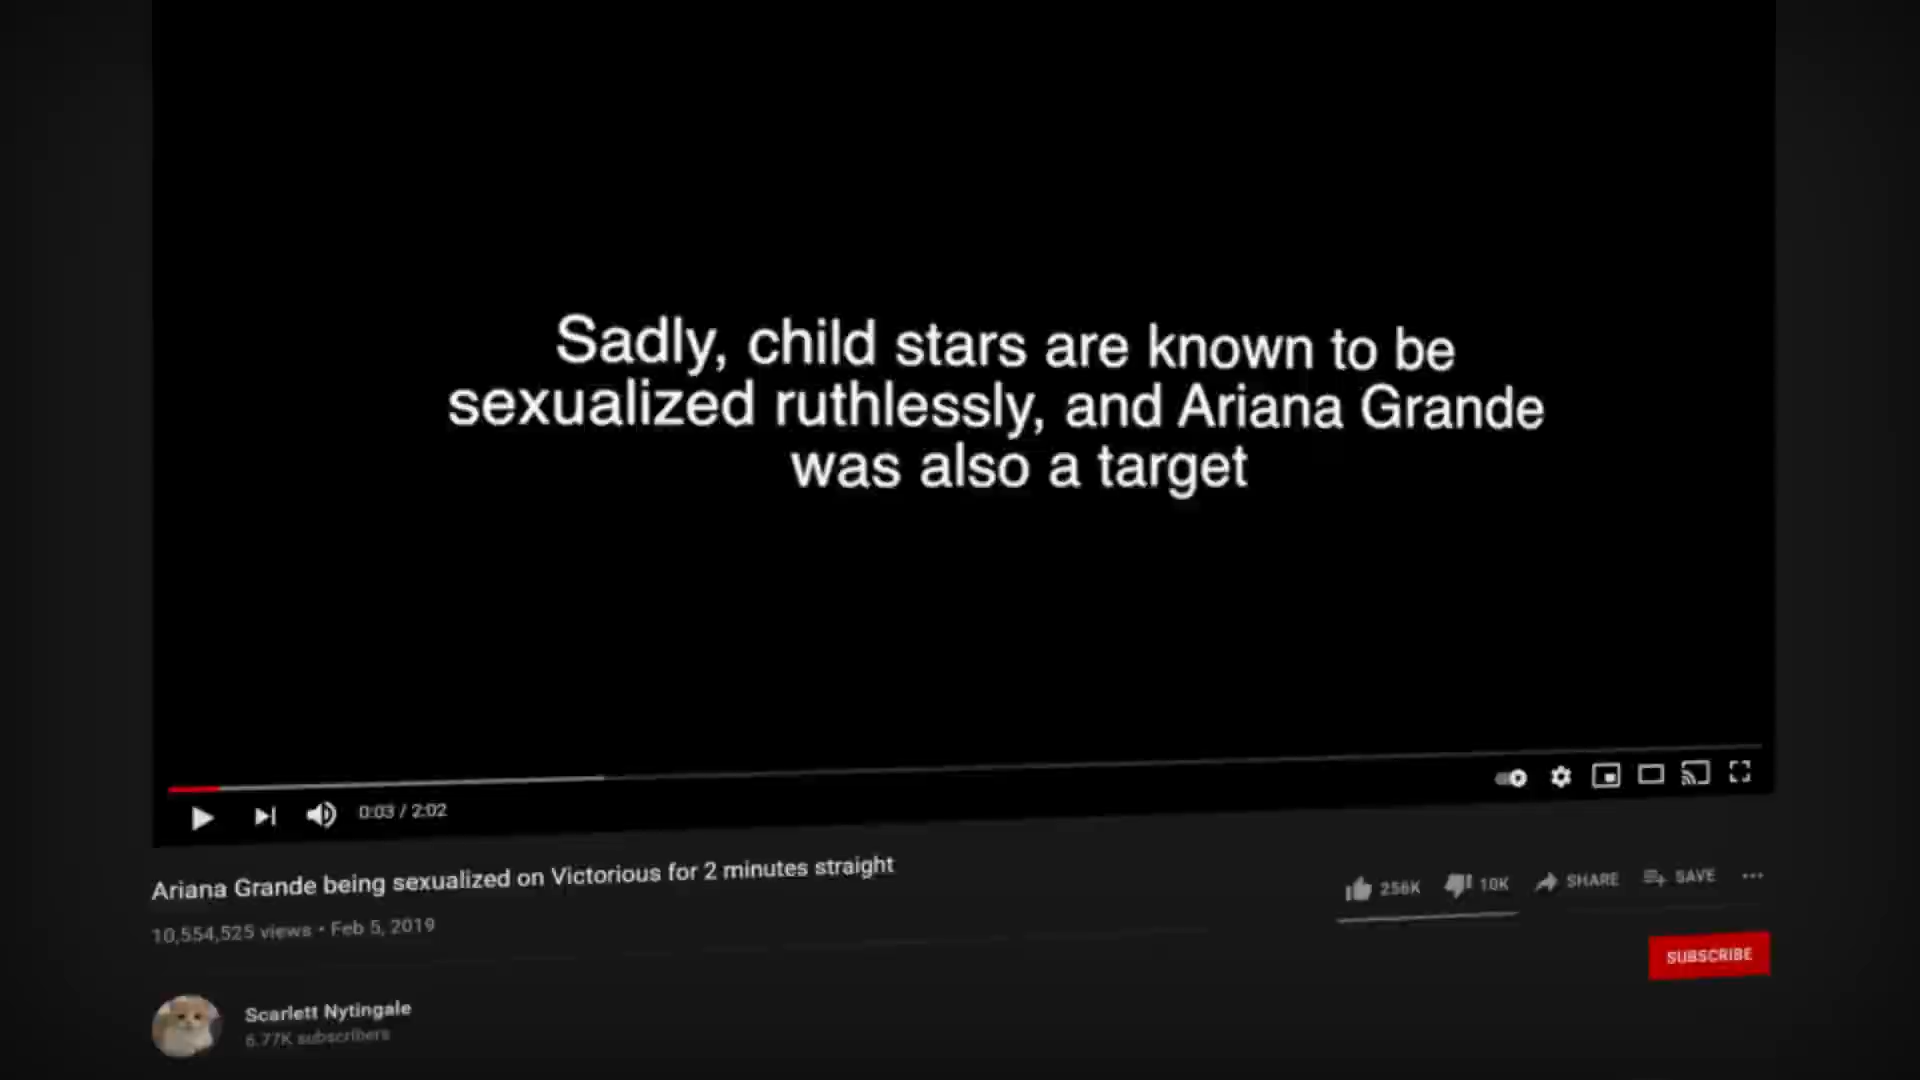 Sadly, child stars are known to be
sexualized ruthlessly, and Ariana Grande
was also a target
0:03 / 2:02
Ariana Grande being sexualized on Victorious for 2 minutes straight
10,554,525 views • Feb 5, 2019
256K 10K SHARE SAVE
SUBSCRIBE
Scarlett Nytingale
6.77K subscribers